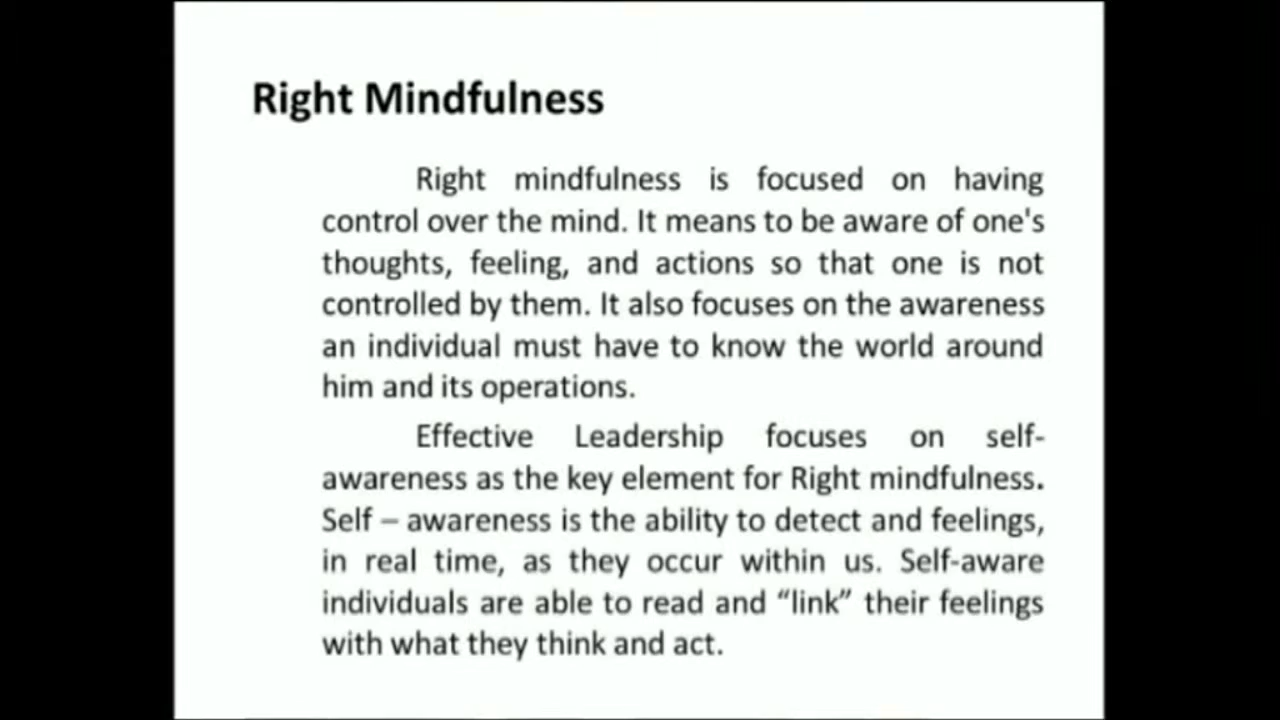 Right Mindfulness
Right mindfulness is focused on having
control over the mind. It means to be aware of one's
thoughts, feeling, and actions so that one is not
controlled by them. It also focuses on the awareness
an individual must have to know the world around
him and its operations.
Effective Leadership focuses on self-
awareness as the key element for Right mindfulness.
Self – awareness is the ability to detect and feelings,
in real time, as they occur within us. Self-aware
individuals are able to read and “link” their feelings
with what they think and act.